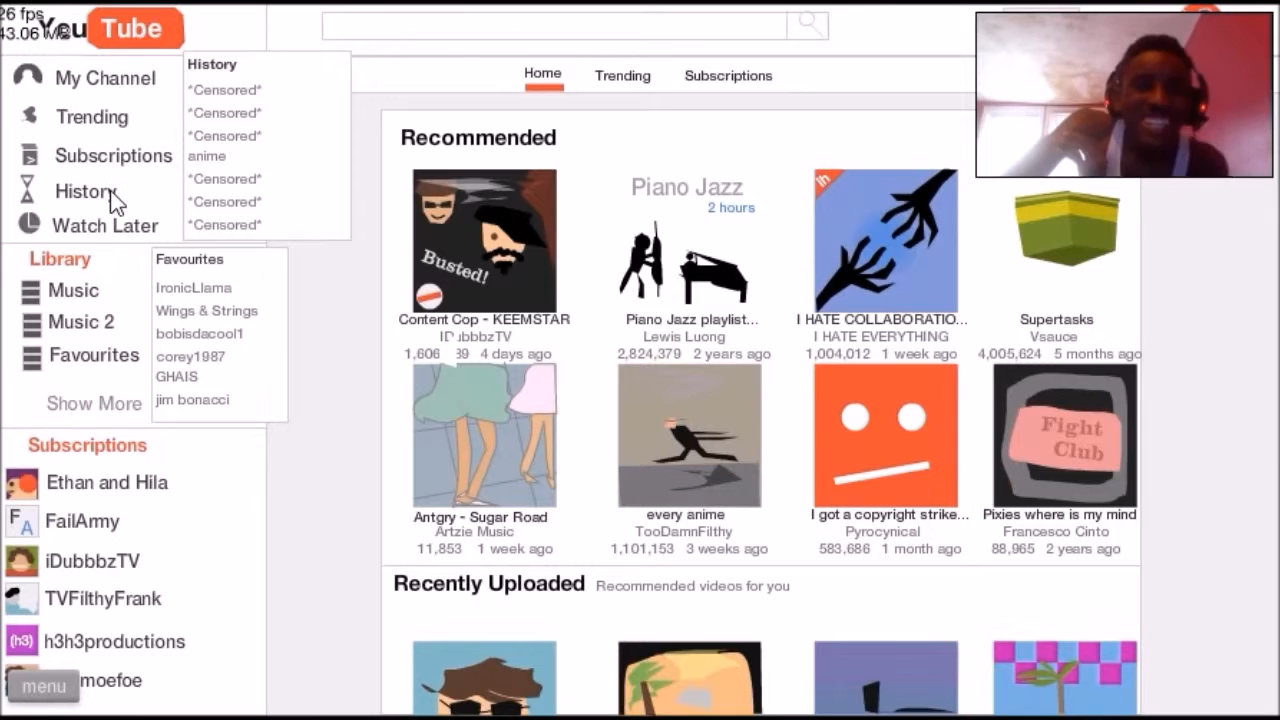 26 fps
43.06 MB
You Tube
My Channel
Trending
Subscriptions
History
Watch Later
History
*Censored*
*Censored*
*Censored*
anime
*Censored*
*Censored*
*Censored*
Library
Music
Music 2
Favourites
Show More
Favourites
IronicLlama
Wings & Strings
bobisdacool1
corey1987
GHAIS
jim bonacci
Subscriptions
Ethan and Hila
FA
FailArmy
iDubbbzTV
TVFilthyFrank
(h3)
h3h3productions
moefoe
menu
Home Trending Subscriptions
Recommended
Busted!
Content Cop - KEEMSTAR
IDubbbzTV
4 days ago
Piano Jazz
2 hours
Piano Jazz playlist...
Lewis Luong
2,824,379 2 years ago
Ih
I HATE COLLABORATIO...
I HATE EVERYTHING
1,004,012 1 week ago
Supertasks
Vsauce
4,005,624 5 months ago
Antgry - Sugar Road
Artzie Music
11,853 1 week ago
every anime
TooDamnFilthy
1,101,153 3 weeks ago
I got a copyright strike...
Pyrocynical
583,686 1 month ago
Fight
Club
Pixies where is my mind
Francesco Cinto
88,965 2 years ago
Recently Uploaded Recommended videos for you